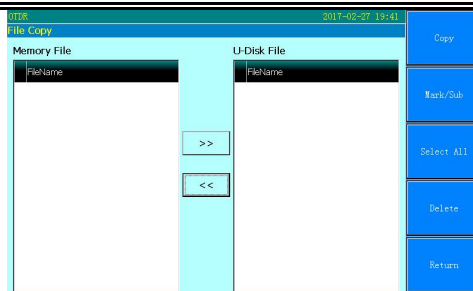 OTDR 2017-02-27 19:41
File Copy
Memory File U-Disk File
FileName FileName
>>
<<
Copy
Mark/Sub
Select All
Delete
Return